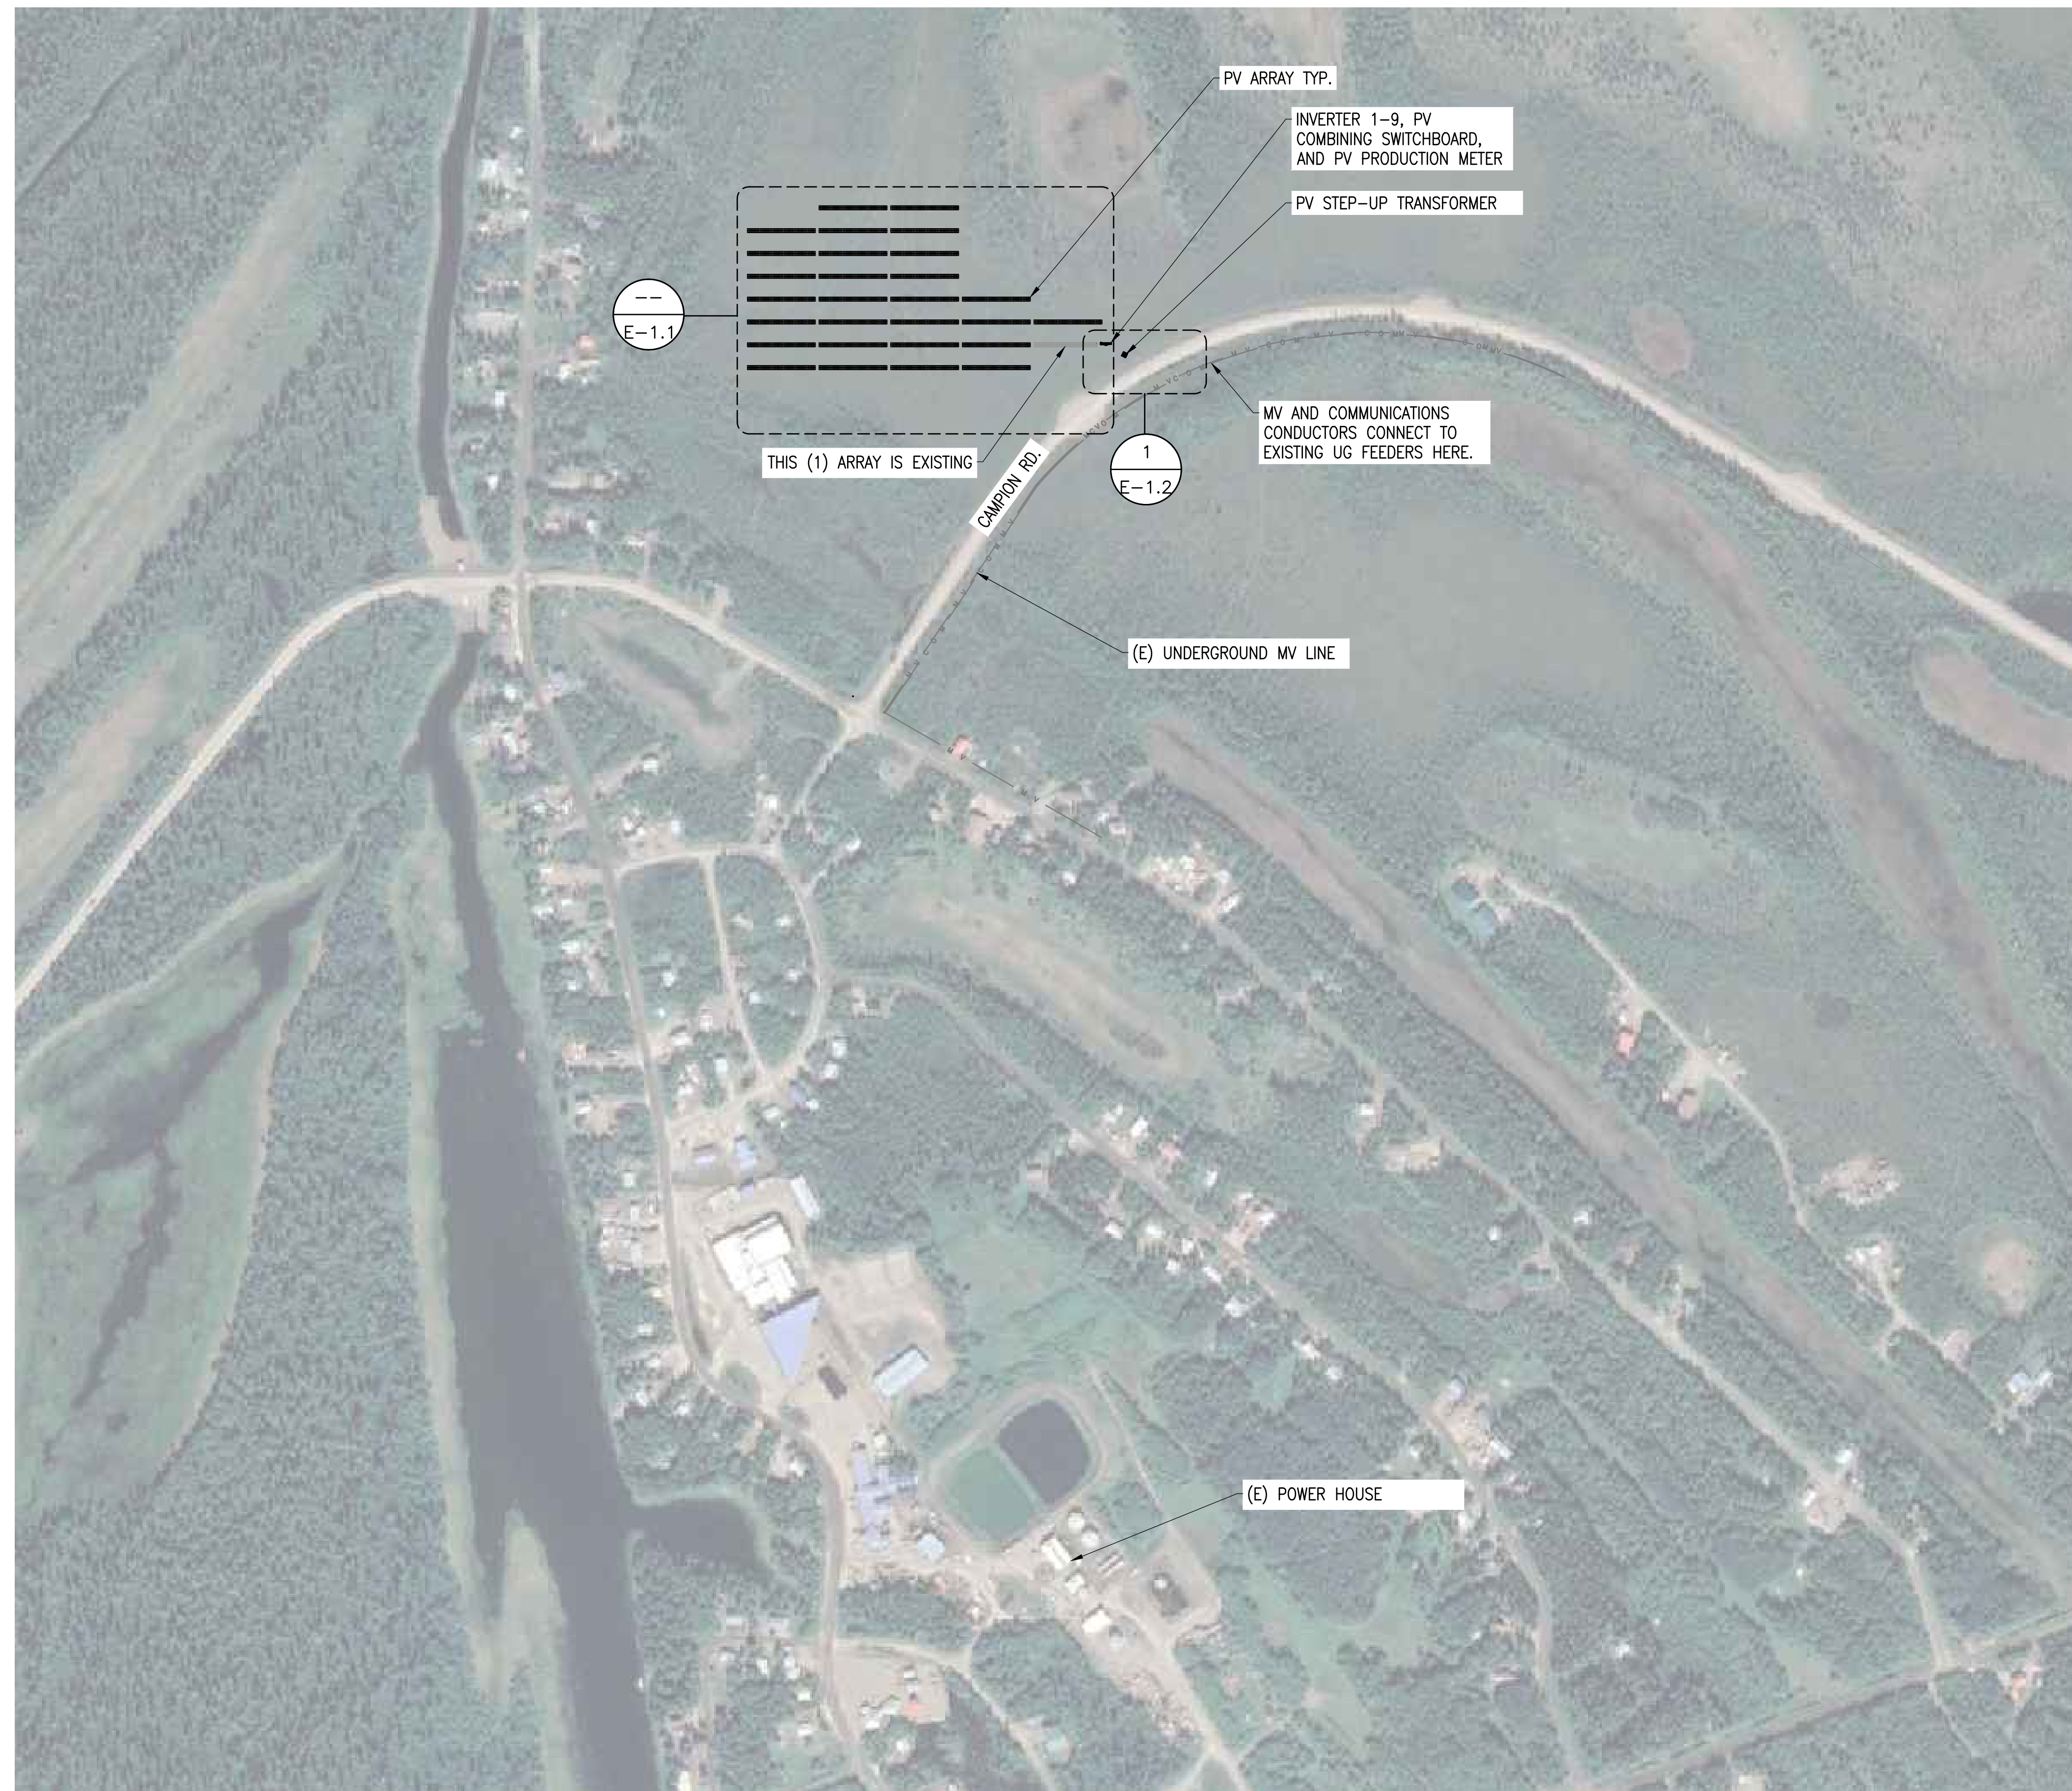 PV ARRAY TYP.
INVERTER 1-9, PV
COMBINING SWITCHBOARD,
AND PV PRODUCTION METER
PV STEP-UP TRANSFORMER
--
E-1.1
MV AND COMMUNICATIONS
CONDUCTORS CONNECT TO
EXISTING UG FEEDERS HERE.
THIS (1) ARRAY IS EXISTING
1
E-1.2
CAMPION RD.
(E) UNDERGROUND MV LINE
(E) POWER HOUSE